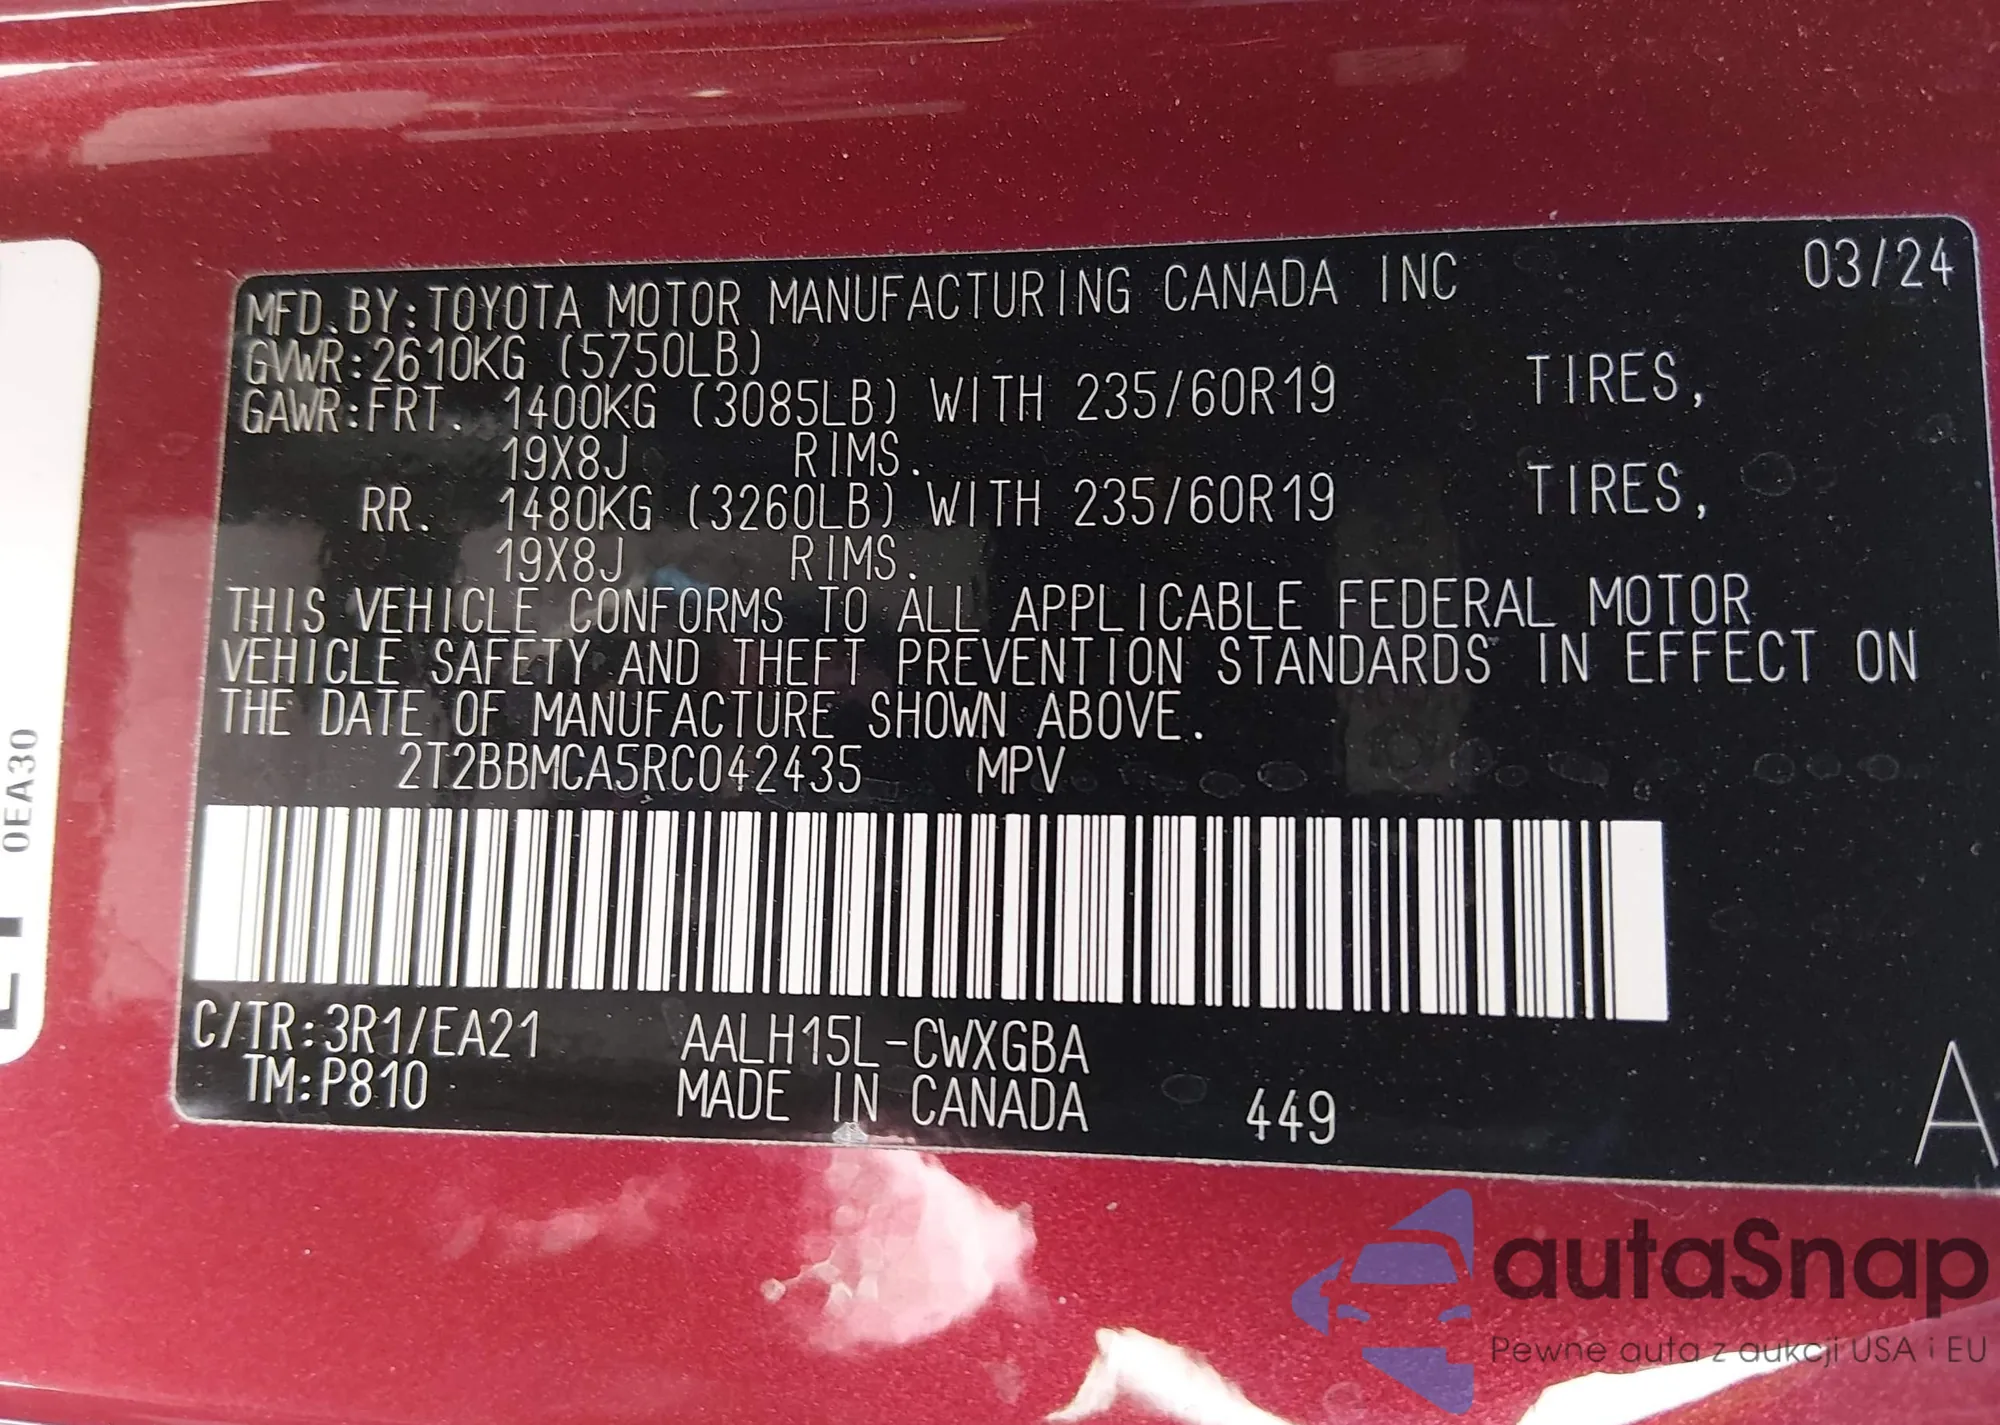 03/24
MFD.BY:TOYOTA MOTOR MANUFACTURING CANADA INC
GVWR:2610KG (5750LB)
GAWR:FRT. 1400KG (3085LB) WITH 235/60R19 TIRES,
19X8J RIMS.
RR. 1480KG (3260LB) WITH 235/60R19 TIRES,
19X8J RIMS.
THIS VEHICLE CONFORMS TO ALL APPLICABLE FEDERAL MOTOR
VEHICLE SAFETY AND THEFT PREVENTION STANDARDS IN EFFECT ON
THE DATE OF MANUFACTURE SHOWN ABOVE.
2T2BBMCA5RC042435 MPV
C/TR:3R1/EA21 AALH15L-CWXGBA
TM:P810 MADE IN CANADA 449
A
0EA30
autaSnap
Pewne auta z aukcji USA i EU